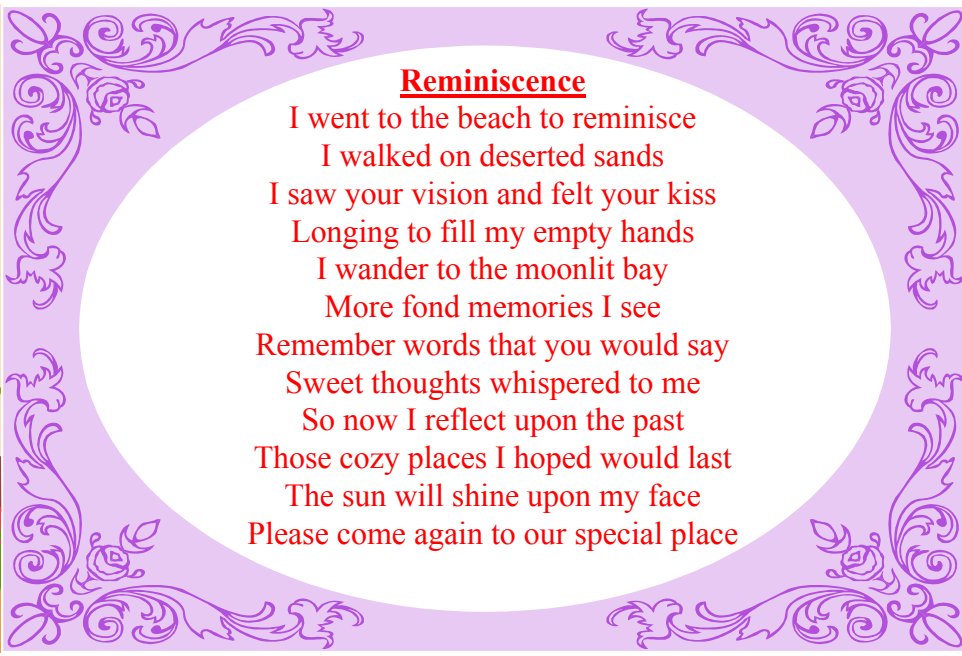 Reminiscence
I went to the beach to reminisce
I walked on deserted sands
I saw your vision and felt your kiss
Longing to fill my empty hands
I wander to the moonlit bay
More fond memories I see
Remember words that you would say
Sweet thoughts whispered to me
So now I reflect upon the past
Those cozy places I hoped would last
The sun will shine upon my face
Please come again to our special place